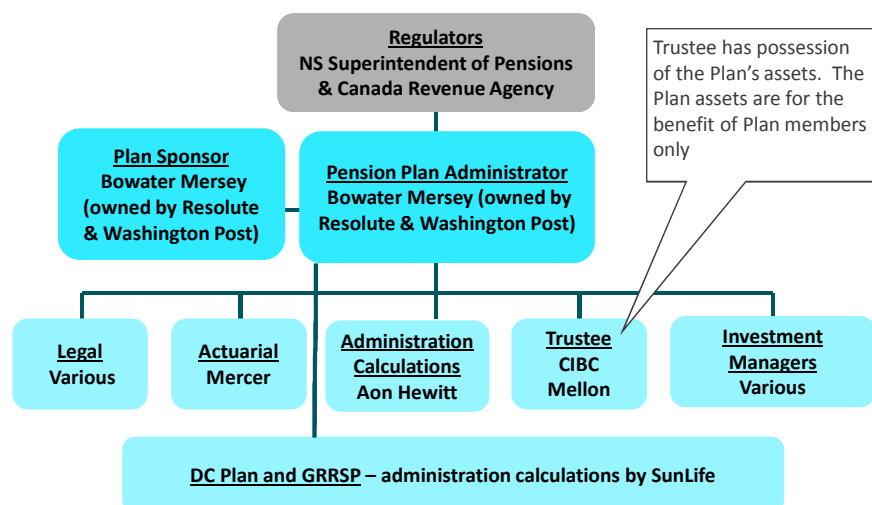 Regulators
NS Superintendent of Pensions
& Canada Revenue Agency
Trustee has possession
of the Plan's assets.  The
Plan assets are for the
benefit of Plan members
only
Plan Sponsor
Bowater Mersey
(owned by Resolute
& Washington Post)
Pension Plan Administrator
Bowater Mersey (owned by
Resolute & Washington Post)
Legal
Various
Actuarial
Mercer
Administration
Calculations
Aon Hewitt
Trustee
CIBC
Mellon
Investment
Managers
Various
DC Plan and GRRSP – administration calculations by SunLife